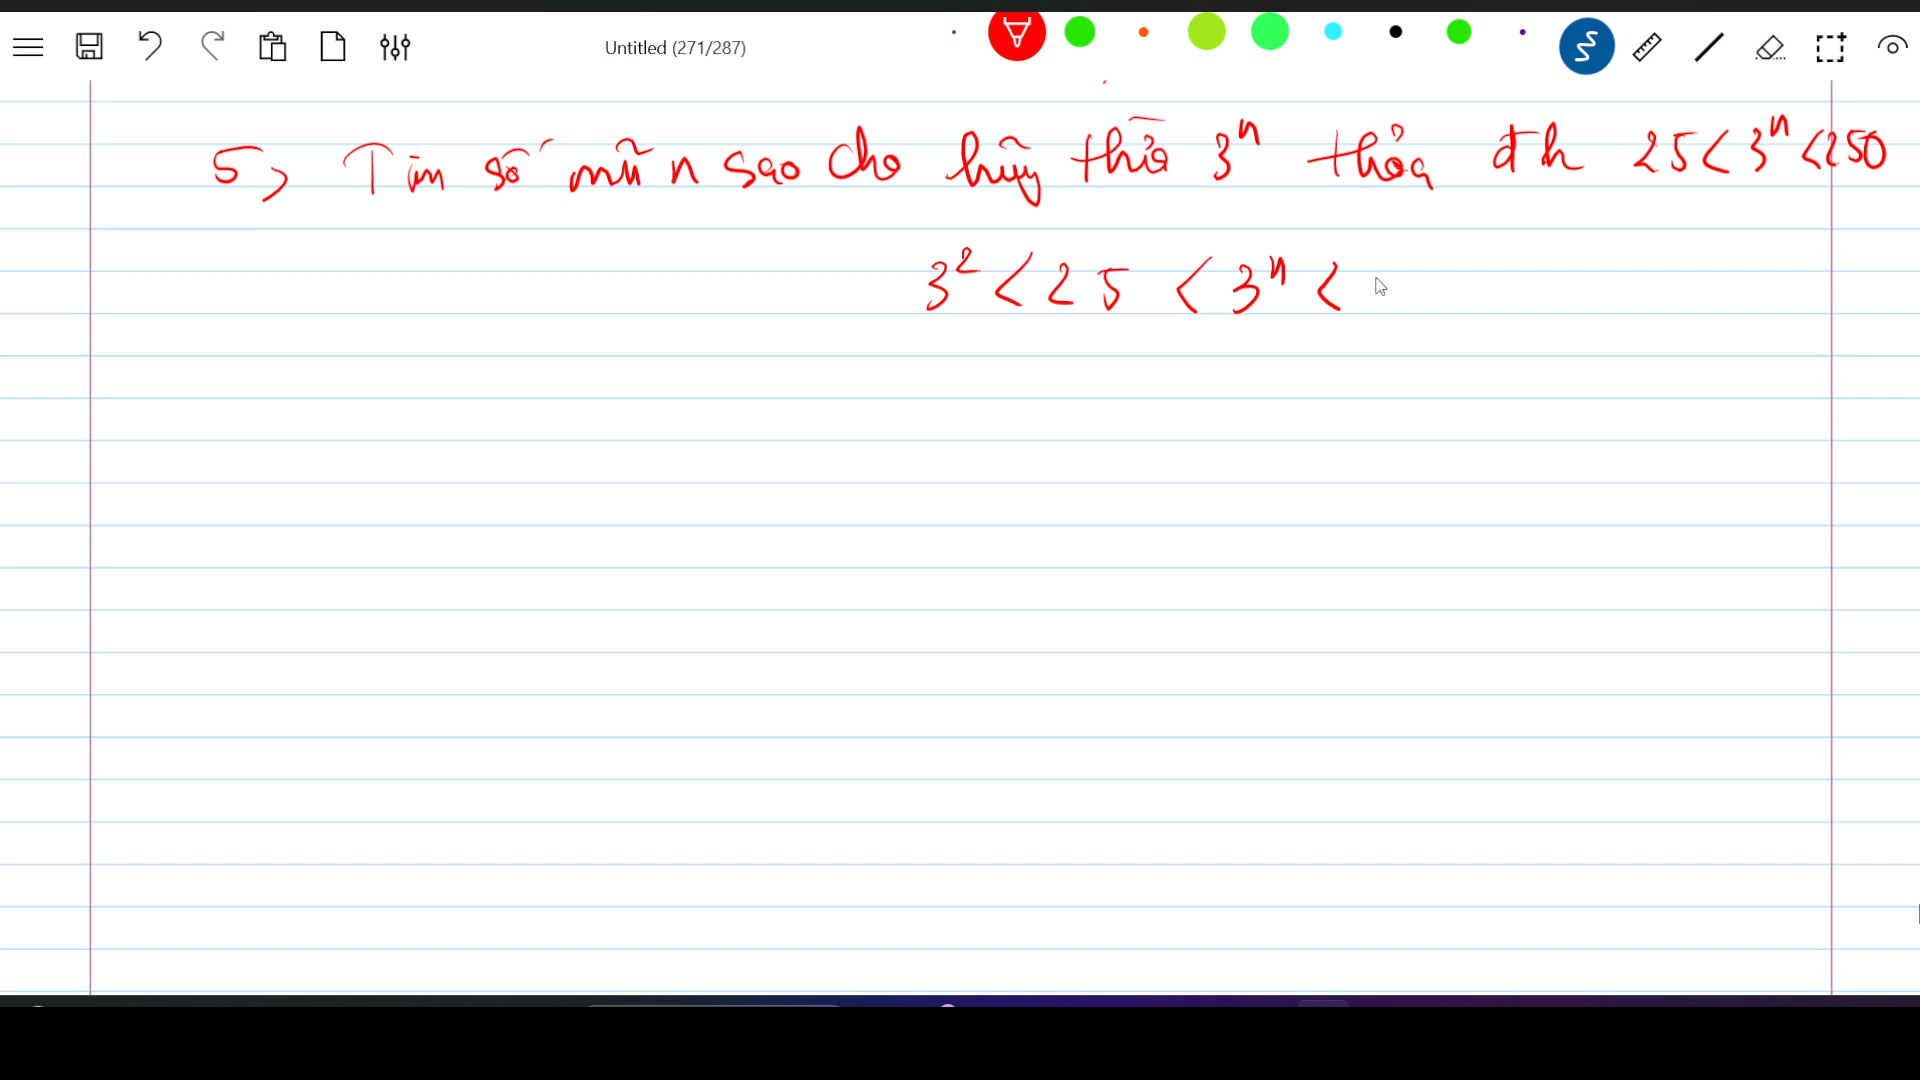 Untitled (271/287)
5) Tìm số mũ n sao cho lũy thừa 3ⁿ thỏa đk 25 < 3ⁿ < 250
3² < 25 < 3ⁿ <